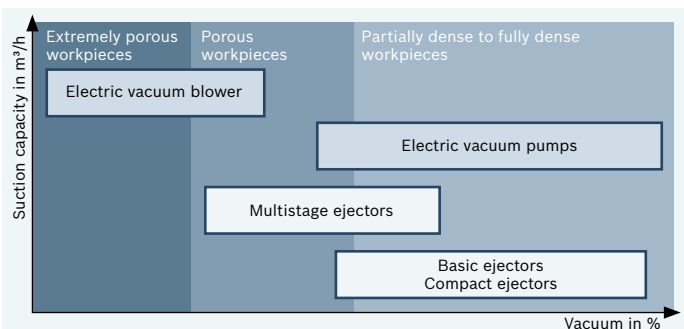 Extremely porous
workpieces
Porous
workpieces
Partially dense to fully dense
workpieces
Suction capacity in m³/h
Electric vacuum blower
Electric vacuum pumps
Multistage ejectors
Basic ejectors
Compact ejectors
Vacuum in %